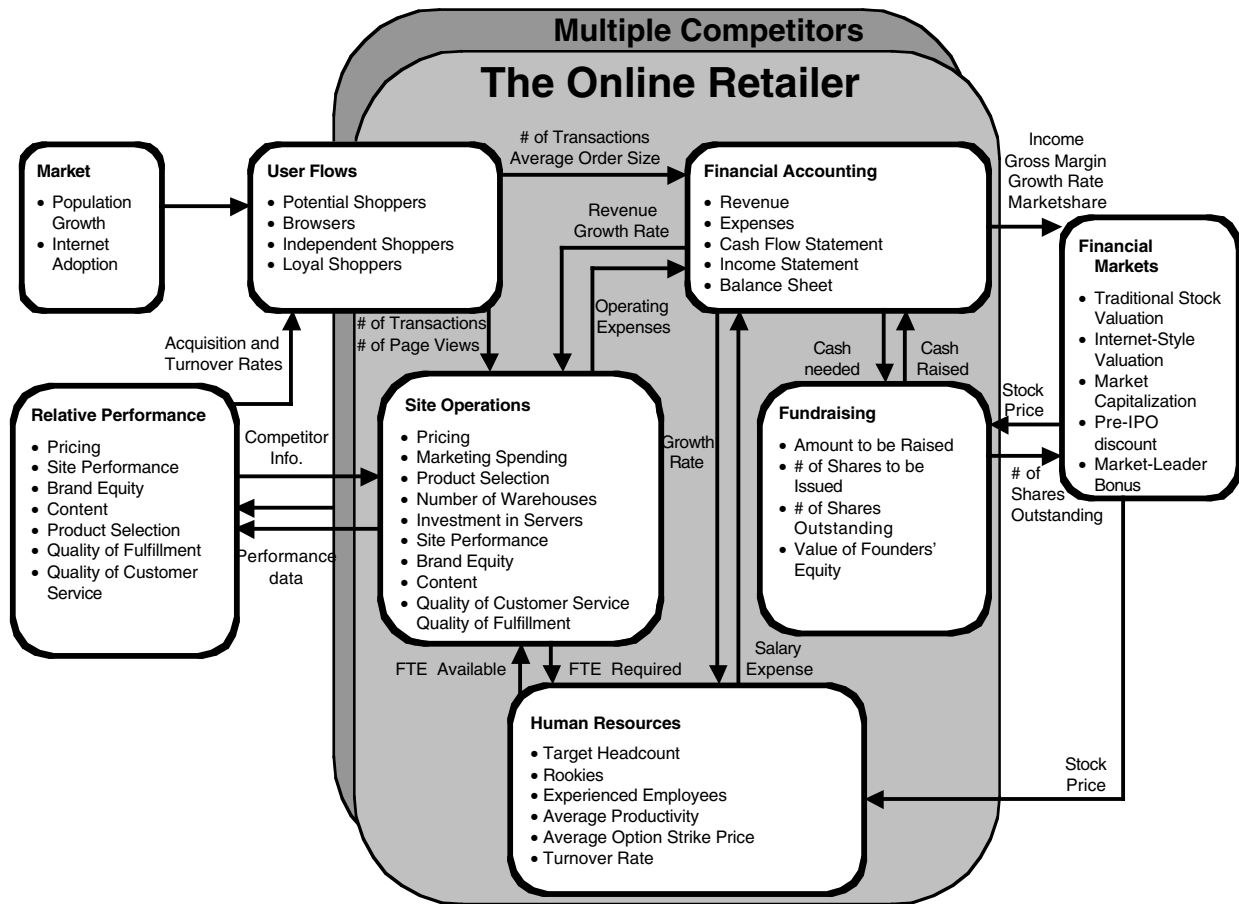 Multiple Competitors
The Online Retailer
Market
• Population
Growth
• Internet
Adoption
User Flows
• Potential Shoppers
• Browsers
• Independent Shoppers
• Loyal Shoppers
# of Transactions
Average Order Size
Revenue
Growth Rate
Operating
Expenses
Financial Accounting
• Revenue
• Expenses
• Cash Flow Statement
• Income Statement
• Balance Sheet
Income
Gross Margin
Growth Rate
Marketshare
Financial
Markets
• Traditional Stock
Valuation
• Internet-Style
Valuation
• Market
Capitalization
• Pre-IPO
discount
• Market-Leader
Bonus
Acquisition and
Turnover Rates
# of Transactions
# of Page Views
Cash
needed
Cash
Raised
Stock
Price
Relative Performance
• Pricing
• Site Performance
• Brand Equity
• Content
• Product Selection
• Quality of Fulfillment
• Quality of Customer
Service
Competitor
Info.
Performance
data
Site Operations
• Pricing
• Marketing Spending
• Product Selection
• Number of Warehouses
• Investment in Servers
• Site Performance
• Brand Equity
• Content
• Quality of Customer Service
Quality of Fulfillment
Growth
Rate
Fundraising
• Amount to be Raised
• # of Shares to be
Issued
• # of Shares
Outstanding
• Value of Founders'
Equity
# of
Shares
Outstanding
FTE Available
FTE Required
Salary
Expense
Human Resources
• Target Headcount
• Rookies
• Experienced Employees
• Average Productivity
• Average Option Strike Price
• Turnover Rate
Stock
Price